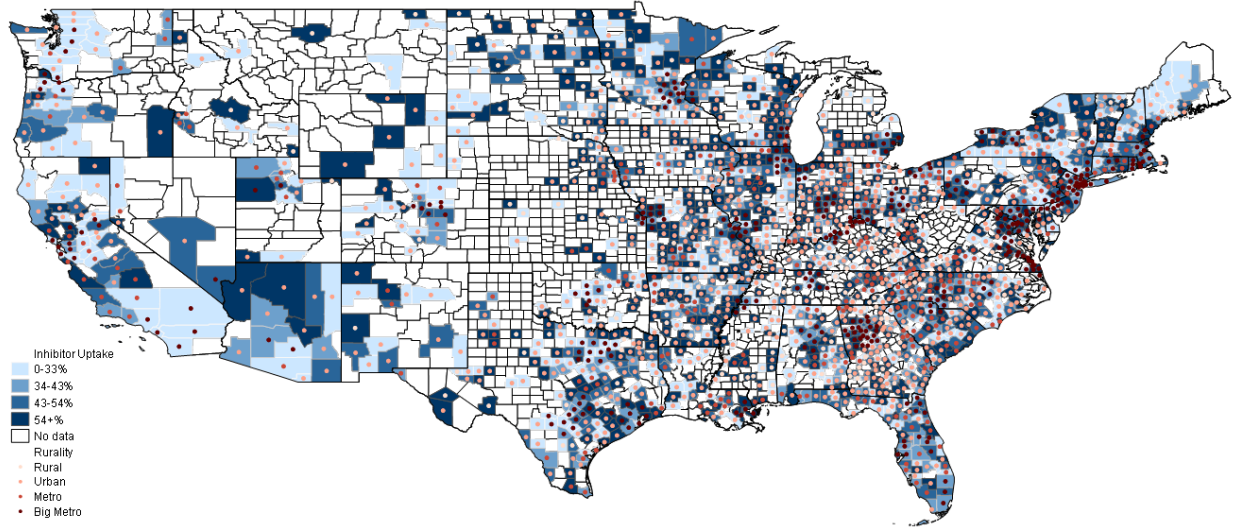 Inhibitor Uptake
0-33%
34-43%
43-54%
54+%
No data
Rurality
Rural
Urban
Metro
Big Metro